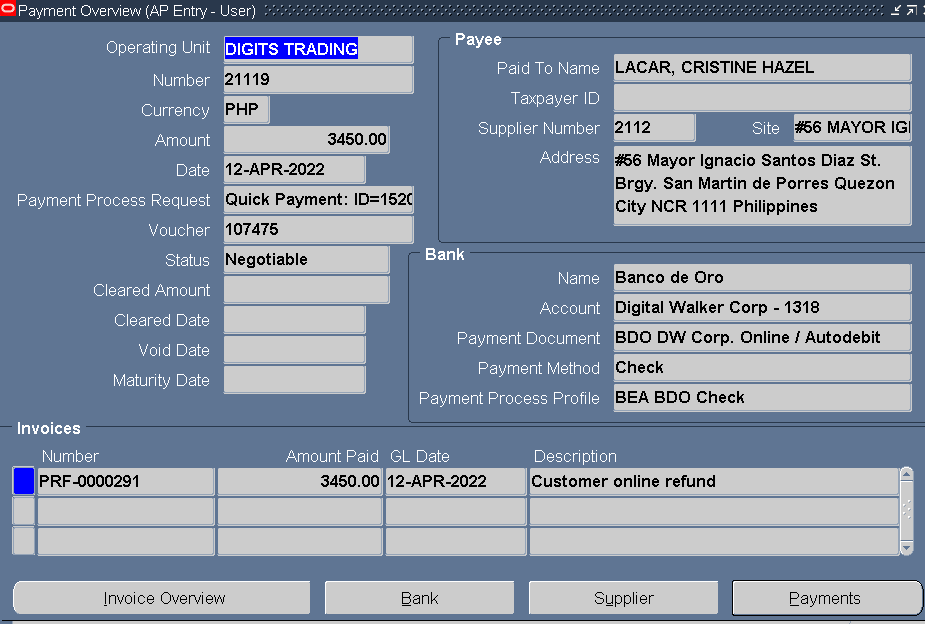 Payment Overview (AP Entry - User)
Operating Unit DIGITS TRADING
Number 21119
Currency PHP
Amount 3450.00
Date 12-APR-2022
Payment Process Request Quick Payment: ID=1520
Voucher 107475
Status Negotiable
Cleared Amount
Cleared Date
Void Date
Maturity Date
Payee
Paid To Name LACAR, CRISTINE HAZEL
Taxpayer ID
Supplier Number 2112 Site #56 MAYOR IGI
Address #56 Mayor Ignacio Santos Diaz St.
Brgy. San Martin de Porres Quezon
City NCR 1111 Philippines
Bank
Name Banco de Oro
Account Digital Walker Corp - 1318
Payment Document BDO DW Corp. Online / Autodebit
Payment Method Check
Payment Process Profile BEA BDO Check
Invoices
Number Amount Paid GL Date Description
PRF-0000291 3450.00 12-APR-2022 Customer online refund
Invoice Overview Bank Supplier Payments